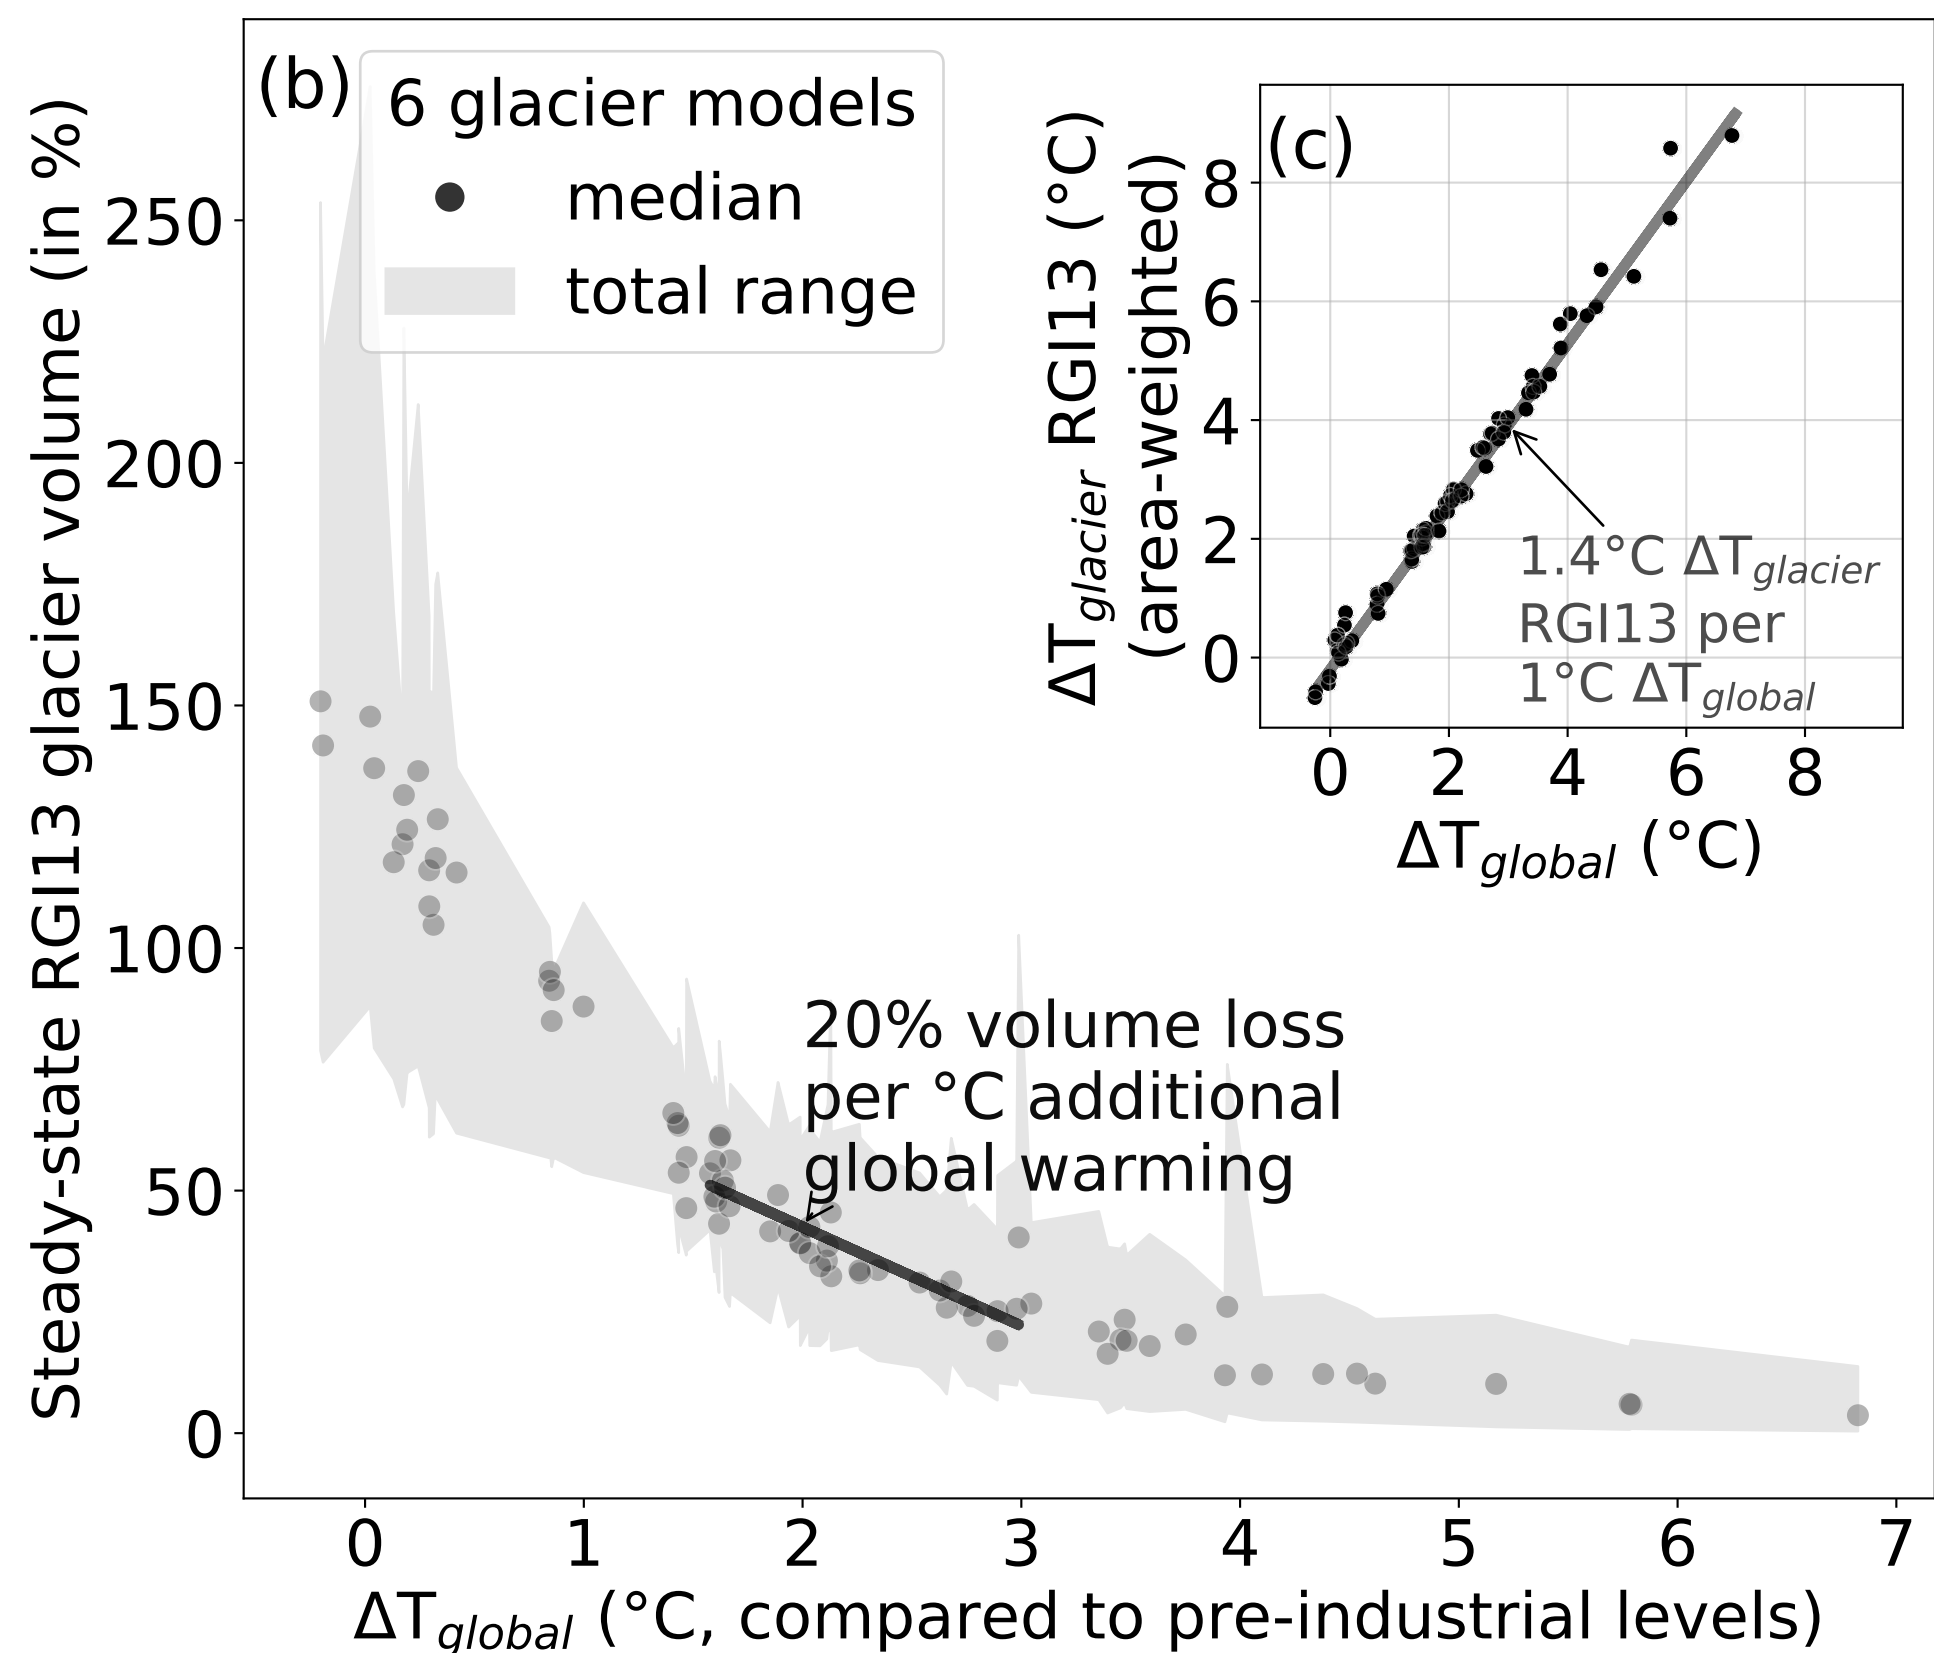 (b)
6 glacier models
median
total range
Steady-state RGI13 glacier volume (in %)
250
200
150
100
50
0
20% volume loss
per °C additional
global warming
0 1 2 3 4 5 6 7
ΔTglobal (°C, compared to pre-industrial levels)
(c)
ΔTglacier RGI13 (°C)
(area-weighted)
8
6
4
2
0
1.4°C ΔTglacier
RGI13 per
1°C ΔTglobal
0 2 4 6 8
ΔTglobal (°C)